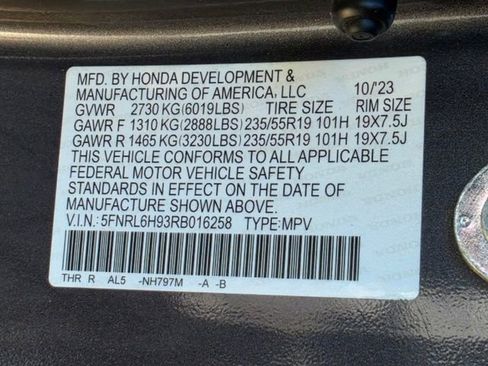 MFD. BY HONDA DEVELOPMENT &
MANUFACTURING OF AMERICA, LLC 10/'23
GVWR 2730 KG(6019LBS) TIRE SIZE RIM SIZE
GAWR F 1310 KG(2888LBS) 235/55R19 101H 19X7.5J
GAWR R 1465 KG(3230LBS) 235/55R19 101H 19X7.5J
THIS VEHICLE CONFORMS TO ALL APPLICABLE
FEDERAL MOTOR VEHICLE SAFETY
STANDARDS IN EFFECT ON THE DATE OF
MANUFACTURE SHOWN ABOVE.
V.I.N: 5FNRL6H93RB016258 TYPE:MPV
THR R AL5 -NH797M -A -B